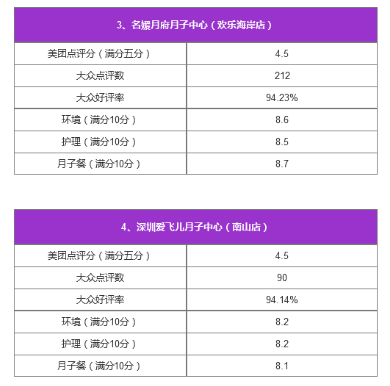 3、名媛月府月子中心（欢乐海岸店）
美团点评分（满分五分） 4.5
大众点评数 212
大众好评率 94.23%
环境（满分10分） 8.6
护理（满分10分） 8.5
月子餐（满分10分） 8.7
4、深圳爱飞儿月子中心（南山店）
美团点评分（满分五分） 4.5
大众点评数 90
大众好评率 94.14%
环境（满分10分） 8.2
护理（满分10分） 8.2
月子餐（满分10分） 8.1